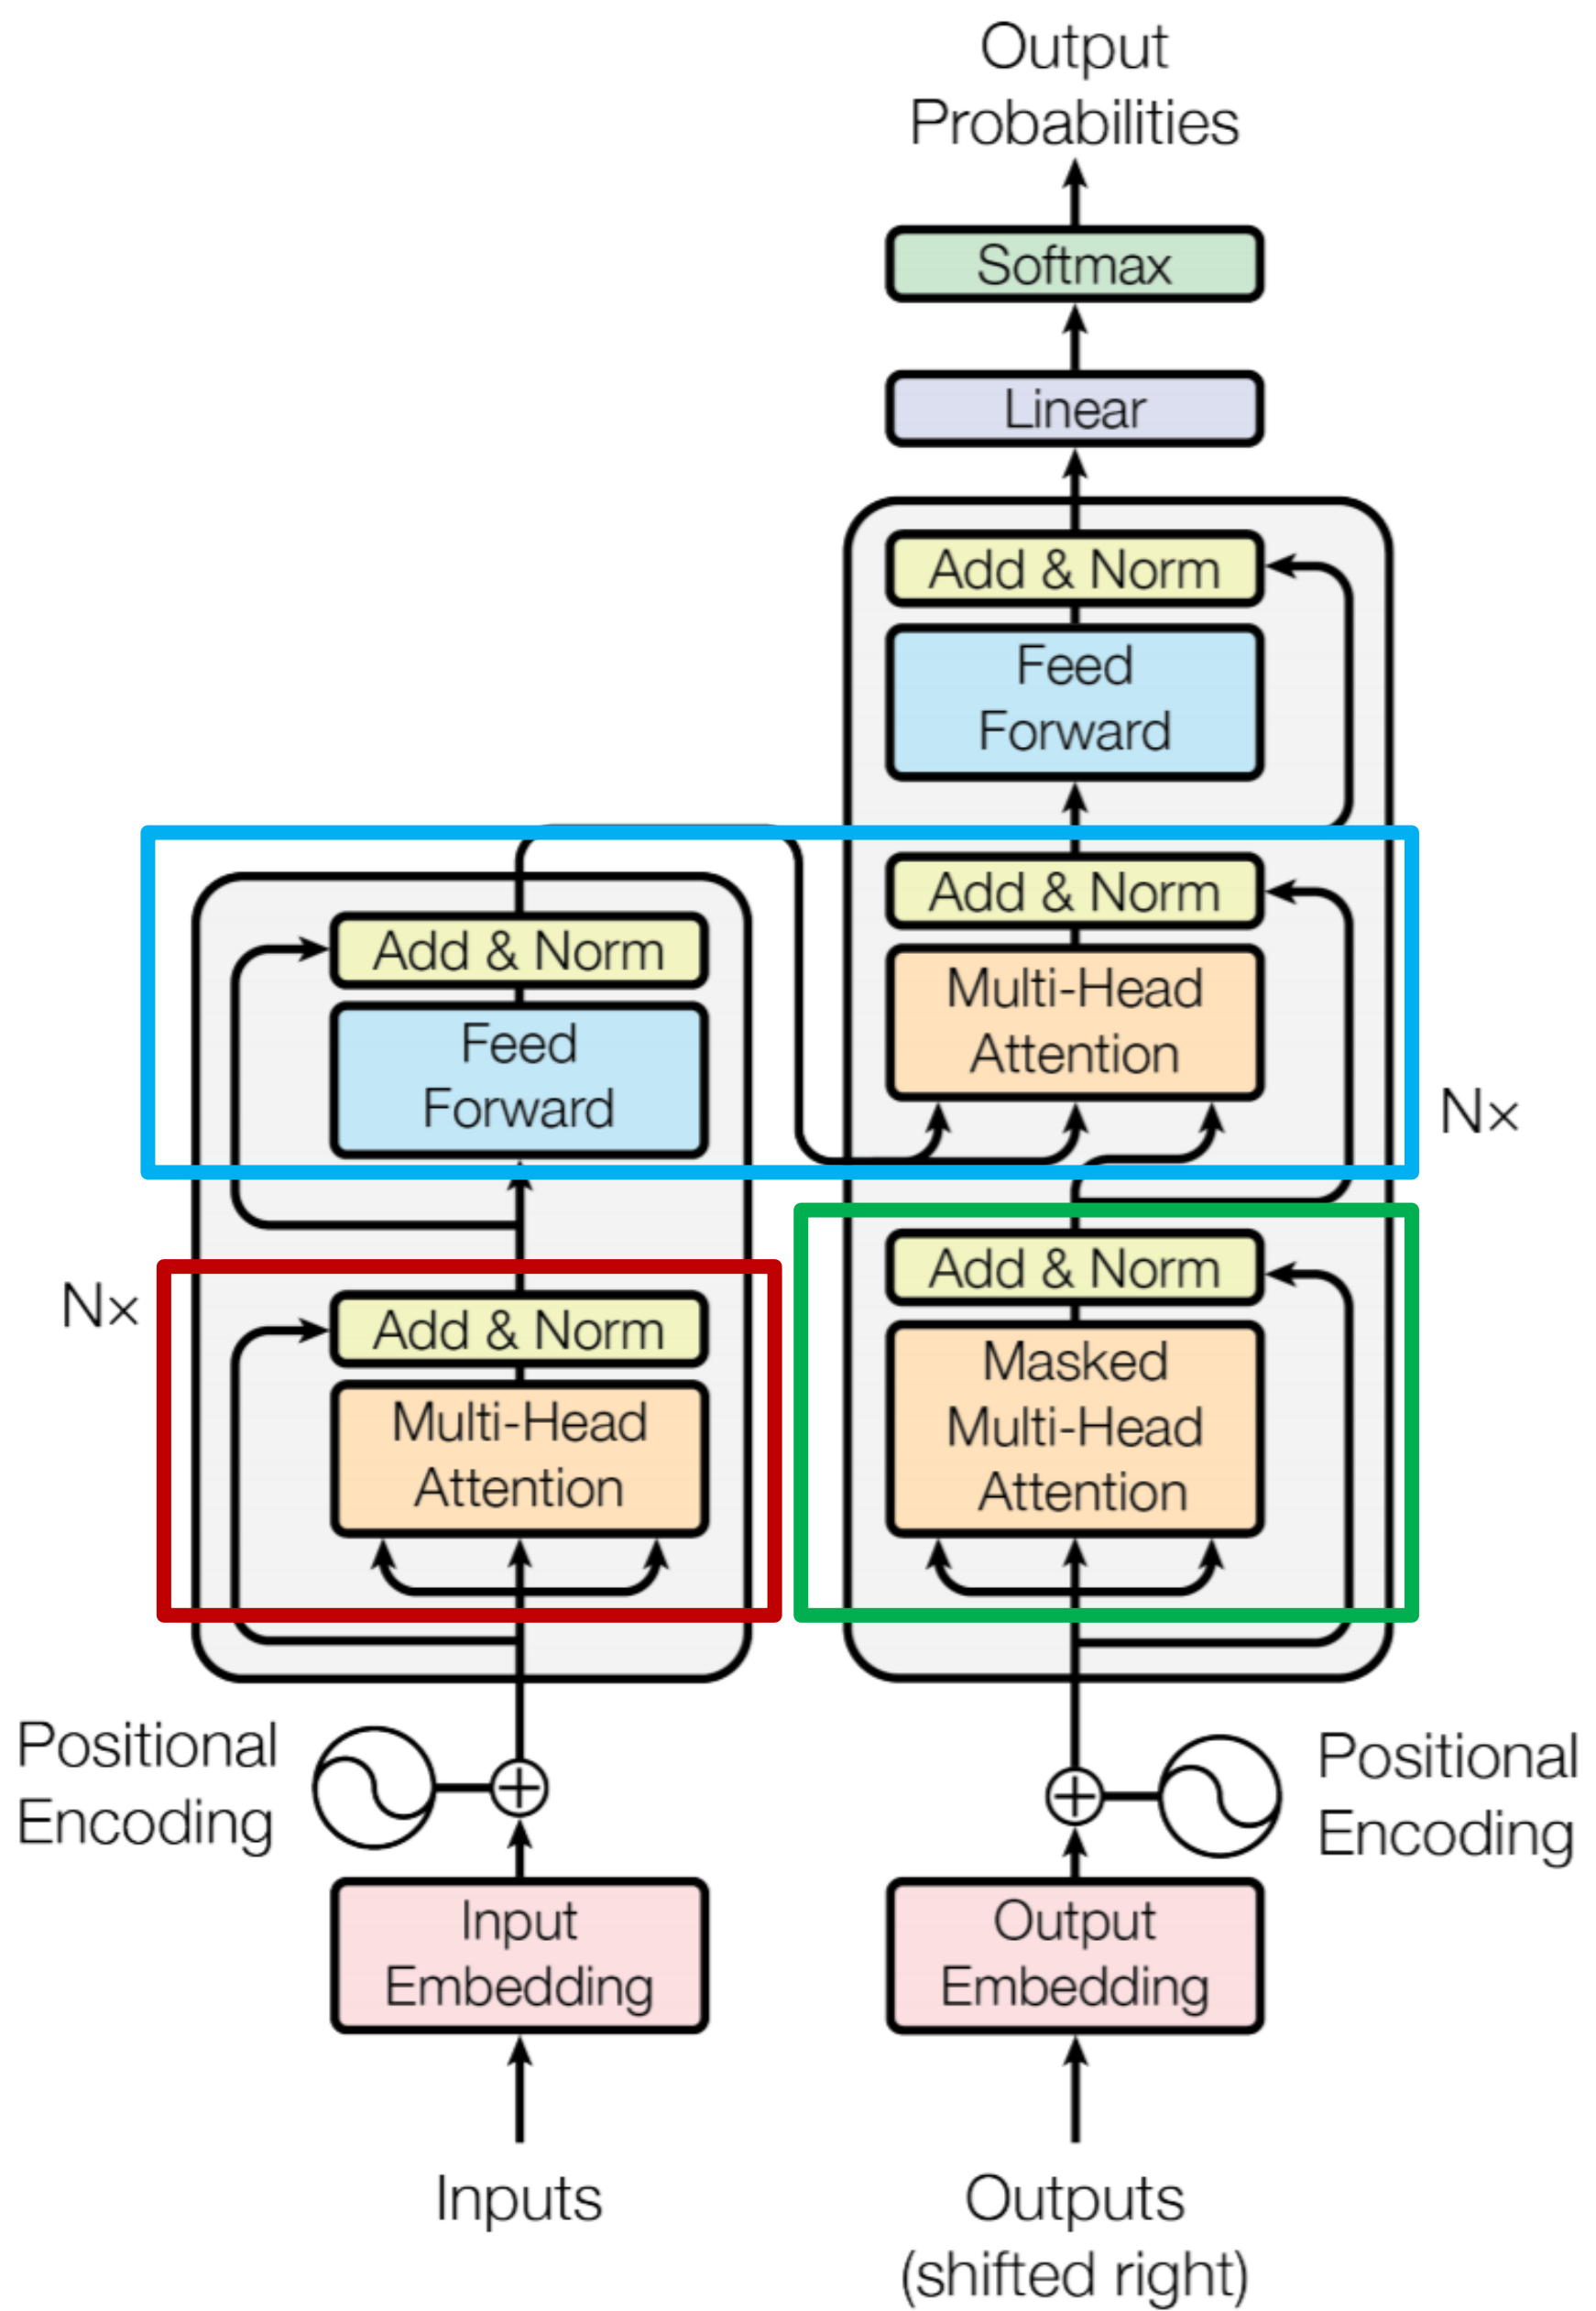 Output
Probabilities
Softmax
Linear
Add & Norm
Feed
Forward
Add & Norm
Multi-Head
Attention
Add & Norm
Feed
Forward
N×
Add & Norm
Masked
Multi-Head
Attention
N×
Add & Norm
Multi-Head
Attention
Positional
Encoding
Positional
Encoding
Input
Embedding
Output
Embedding
Inputs
Outputs
(shifted right)